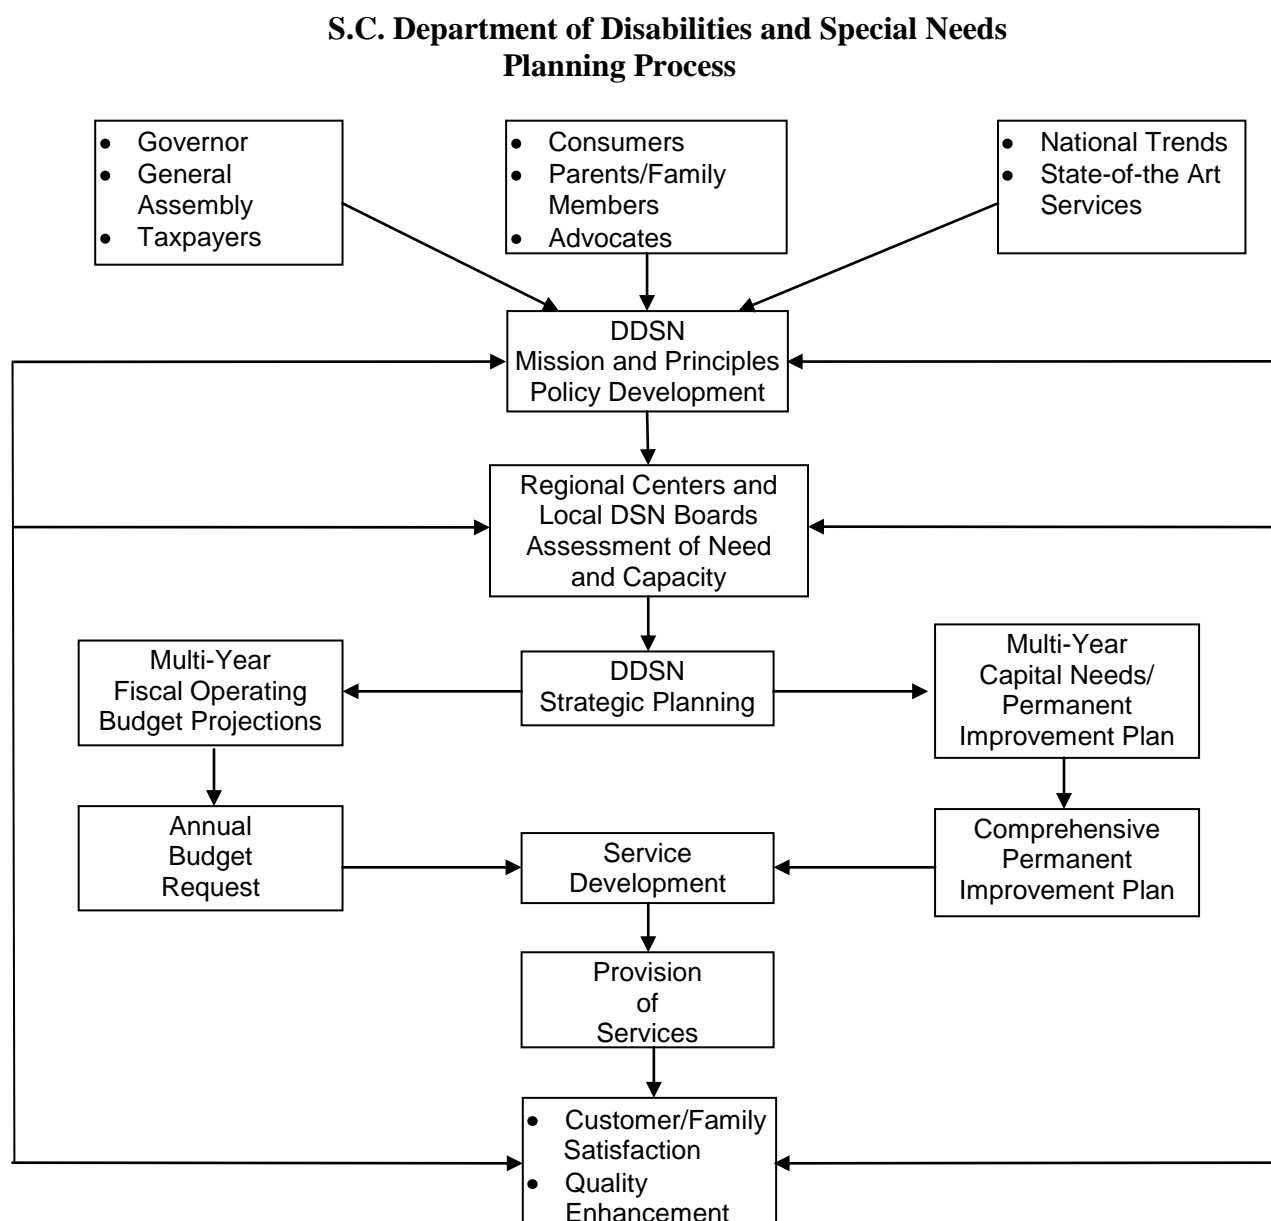 S.C. Department of Disabilities and Special Needs
Planning Process
• Governor
• General
Assembly
• Taxpayers
• Consumers
• Parents/Family
Members
• Advocates
• National Trends
• State-of-the Art
Services
DDSN
Mission and Principles
Policy Development
Regional Centers and
Local DSN Boards
Assessment of Need
and Capacity
Multi-Year
Fiscal Operating
Budget Projections
DDSN
Strategic Planning
Multi-Year
Capital Needs/
Permanent
Improvement Plan
Annual
Budget
Request
Service
Development
Comprehensive
Permanent
Improvement Plan
Provision
of
Services
• Customer/Family
Satisfaction
• Quality
Enhancement